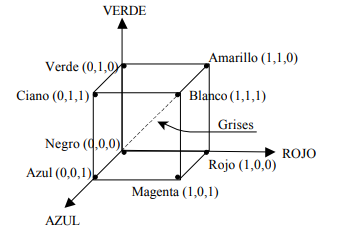 VERDE
Verde (0,1,0)
Amarillo (1,1,0)
Ciano (0,1,1)
Blanco (1,1,1)
Grises
Negro (0,0,0)
ROJO
Azul (0,0,1)
Rojo (1,0,0)
Magenta (1,0,1)
AZUL